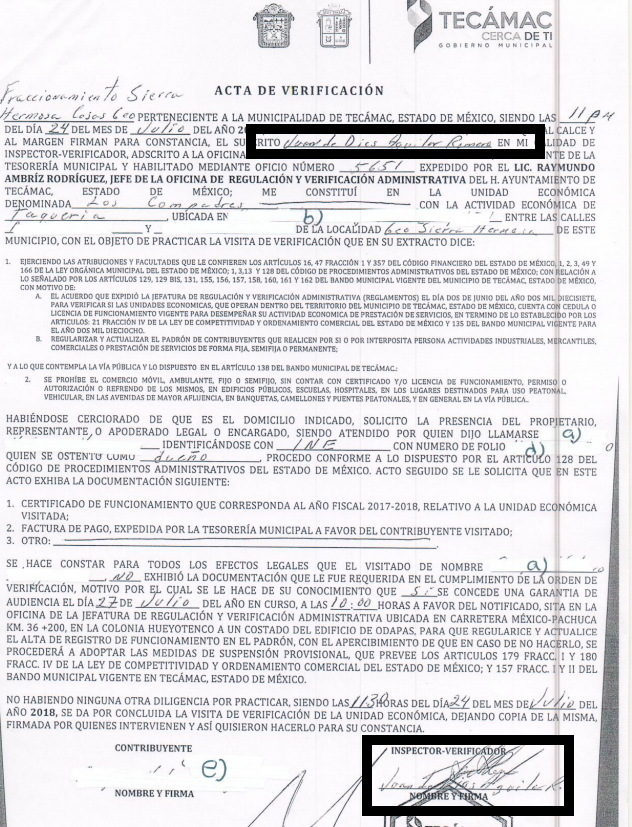 TECÁMAC
CERCA DE TI
GOBIERNO MUNICIPAL
ACTA DE VERIFICACIÓN
Fraccionamiento Sierra
Hermosa Casas Geo PERTENECIENTE A LA MUNICIPALIDAD DE TECÁMAC, ESTADO DE MÉXICO, SIENDO LAS 11
DEL DÍA 24 DEL MES DE Julio DEL AÑO 2 AL CALCE Y
AL MARGEN FIRMAN PARA CONSTANCIA, EL SUSCRITO Juan de Dios Aguilar EN MI CALIDAD DE
INSPECTOR-VERIFICADOR, ADSCRITO A LA OFICINA NTE DE LA
TESORERÍA MUNICIPAL Y HABILITADO MEDIANTE OFICIO NÚMERO 5651 EXPEDIDO POR EL LIC. RAYMUNDO
AMBRÍZ RODRÍGUEZ, JEFE DE LA OFICINA DE REGULACIÓN Y VERIFICACIÓN ADMINISTRATIVA DEL H. AYUNTAMIENTO DE
TECÁMAC, ESTADO DE MÉXICO; ME CONSTITUÍ EN LA UNIDAD ECONÓMICA
DENOMINADA Los Compadres CON LA ACTIVIDAD ECONÓMICA DE
Taqueria, UBICADA EN b) ENTRE LAS CALLES
Y DE LA LOCALIDAD Geo Sierra Hermosa DE ESTE
MUNICIPIO, CON EL OBJETO DE PRACTICAR LA VISITA DE VERIFICACIÓN QUE EN SU EXTRACTO DICE:
1. EJERCIENDO LAS ATRIBUCIONES Y FACULTADES QUE LE CONFIEREN LOS ARTICULOS 16, 47 FRACCIÓN 1 Y 357 DEL CÓDIGO FINANCIERO DEL ESTADO DE MÉXICO, 1, 2, 3, 49 Y
166 DE LA LEY ORGÁNICA MUNICIPAL DEL ESTADO DE MÉXICO; 1, 3,13 Y 128 DEL CÓDIGO DE PROCEDIMIENTOS ADMINISTRATIVOS DEL ESTADO DE MÉXICO; CON RELACIÓN A
LO SEÑALADO POR LOS ARTICULOS 129, 129 BIS, 131, 155, 156, 157, 158, 160, 161 Y 162 DEL BANDO MUNICIPAL VIGENTE DEL MUNICIPIO DE TECÁMAC, ESTADO DE MÉXICO,
CON MOTIVO DE:
A. EL ACUERDO QUE EXPIDIÓ LA JEFATURA DE REGULACIÓN Y VERIFICACIÓN ADMINISTRATIVA (REGLAMENTOS) EL DÍA DOS DE JUNIO DEL AÑO DOS MIL DIECISIETE,
PARA VERIFICAR SI LAS UNIDADES ECONOMICAS, QUE OPERAN DENTRO DEL TERRITORIO DEL MUNICIPIO DE TECÁMAC, ESTADO DE MÉXICO, CUENTA CON CEDULA O
LICENCIA DE FUNCIONAMIENTO VIGENTE PARA DESEMPEÑAR SU ACTIVIDAD ECONOMICA DE PRESTACIÓN DE SERVICIOS, EN TERMINO DE LO ESTABLECIDO POR LOS
ARTICULOS: 21 FRACCIÓN IV DE LA LEY DE COMPETITIVIDAD Y ORDENAMIENTO COMERCIAL DEL ESTADO DE MÉXICO Y 135 DEL BANDO MUNICIPAL VIGENTE PARA
EL AÑO DOS MIL DIECIOCHO.
B. REGULARIZAR Y ACTUALIZAR EL PADRÓN DE CONTRIBUYENTES QUE REALICEN POR SI O POR INTERPOSITA PERSONA ACTIVIDADES INDUSTRIALES, MERCANTILES,
COMERCIALES O PRESTACIÓN DE SERVICIOS DE FORMA FIJA, SEMIFIJA O PERMANENTE;
Y A LO QUE CONTEMPLA LA VÍA PÚBLICA Y LO DISPUESTO EN EL ARTICULO 138 DEL BANDO MUNICIPAL DE TECÁMAC:
2. SE PROHÍBE EL COMERCIO MÓVIL, AMBULANTE, FIJO O SEMIFIJO, SIN CONTAR CON CERTIFICADO Y/O LICENCIA DE FUNCIONAMIENTO, PERMISO O
AUTORIZACIÓN O REFRENDO DE LOS MISMOS, EN EDIFICIOS PÚBLICOS, ESCUELAS, HOSPITALES, EN LOS LUGARES DESTINADOS PARA USO PEATONAL,
VEHICULAR, EN LAS AVENIDAS DE MAYOR AFLUENCIA, EN BANQUETAS, CAMELLONES Y PUENTES PEATONALES, Y EN GENERAL EN LA VÍA PÚBLICA.
HABIÉNDOSE CERCIORADO DE QUE ES EL DOMICILIO INDICADO, SOLICITO LA PRESENCIA DEL PROPIETARIO,
REPRESENTANTE, O APODERADO LEGAL O ENCARGADO, SIENDO ATENDIDO POR QUIEN DIJO LLAMARSE a)
IDENTIFICÁNDOSE CON INE CON NUMERO DE FOLIO d)
QUIEN SE OSTENTO COMO dueño, PROCEDO CONFORME A LO DISPUESTO POR EL ARTÍCULO 128 DEL
CÓDIGO DE PROCEDIMIENTOS ADMINISTRATIVOS DEL ESTADO DE MÉXICO. ACTO SEGUIDO SE LE SOLICITA QUE EN ESTE
ACTO EXHIBA LA DOCUMENTACIÓN SIGUIENTE:
1. CERTIFICADO DE FUNCIONAMIENTO QUE CORRESPONDA AL AÑO FISCAL 2017-2018, RELATIVO A LA UNIDAD ECONÓMICA
VISITADA;
2. FACTURA DE PAGO, EXPEDIDA POR LA TESORERÍA MUNICIPAL A FAVOR DEL CONTRIBUYENTE VISITADO;
3. OTRO:
SE HACE CONSTAR PARA TODOS LOS EFECTOS LEGALES QUE EL VISITADO DE NOMBRE a)
, NO EXHIBIÓ LA DOCUMENTACIÓN QUE LE FUE REQUERIDA EN EL CUMPLIMIENTO DE LA ORDEN DE
VERIFICACIÓN, MOTIVO POR EL CUAL SE LE HACE DE SU CONOCIMIENTO QUE Si SE CONCEDE UNA GARANTIA DE
AUDIENCIA EL DÍA 27 DE Julio DEL AÑO EN CURSO, A LAS 10:00 HORAS A FAVOR DEL NOTIFICADO, SITA EN LA
OFICINA DE LA JEFATURA DE REGULACIÓN Y VERIFICACIÓN ADMINISTRATIVA UBICADA EN CARRETERA MÉXICO-PACHUCA
KM. 36 +200, EN LA COLONIA HUEYOTENCO A UN COSTADO DEL EDIFICO DE ODAPAS, PARA QUE REGULARICE Y ACTUALICE
EL ALTA DE REGISTRO DE FUNCIONAMIENTO EN EL PADRÓN, CON EL APERCIBIMIENTO DE QUE EN CASO DE NO HACERLO, SE
PROCEDERÁ A ADOPTAR LAS MEDIDAS DE SUSPENSIÓN PROVISIONAL, QUE PREVEE LOS ARTICULOS 179 FRACC. I Y 180
FRACC. IV DE LA LEY DE COMPETITIVIDAD Y ORDENAMIENTO COMERCIAL DEL ESTADO DE MÉXICO; Y 157 FRACC. I Y II DEL
BANDO MUNICIPAL VIGENTE EN TECÁMAC, ESTADO DE MÉXICO.
NO HABIENDO NINGUNA OTRA DILIGENCIA POR PRACTICAR, SIENDO LAS 1130 HORAS DEL DÍA 24 DEL MES DE Julio DEL
AÑO 2018, SE DA POR CONCLUIDA LA VISITA DE VERIFICACIÓN DE LA UNIDAD ECONÓMICA, DEJANDO COPIA DE LA MISMA,
FIRMADA POR QUIENES INTERVIENEN Y ASÍ QUISIERON HACERLO PARA SU CONSTANCIA.
CONTRIBUYENTE
INSPECTOR-VERIFICADOR
e)
Aguilar R.
NOMBRE Y FIRMA
NOMBRE Y FIRMA